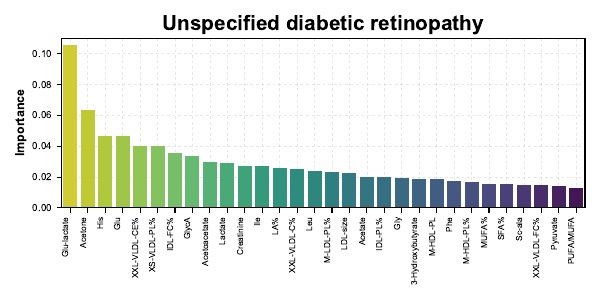 Unspecified diabetic retinopathy
Importance
0.10
0.08
0.06
0.04
0.02
0.00
Glu-lactate
Acetone
His
Glu
XXL-VLDL-CE%
XS-VLDL-PL%
IDL-FC%
GlycA
Acetoacetate
Lactate
Creatinine
Ile
LA%
XXL-VLDL-C%
Leu
M-LDL-PL%
LDL-size
Acetate
IDL-PL%
Gly
3-Hydroxybutyrate
M-HDL-PL
Phe
M-HDL-PL%
MUFA%
SFA%
Sc-ala
XXL-VLDL-FC%
Pyruvate
PUFA/MUFA